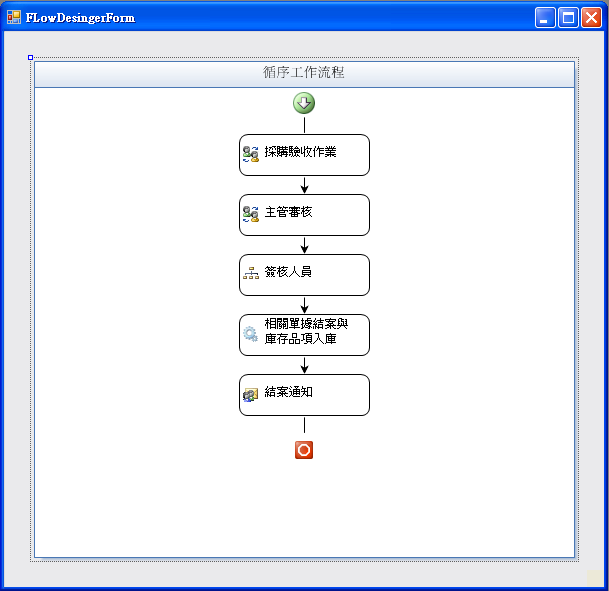 FLowDesingerForm
循序工作流程
採購驗收作業
主管審核
簽核人員
相關單據結案與
庫存品項入庫
結案通知